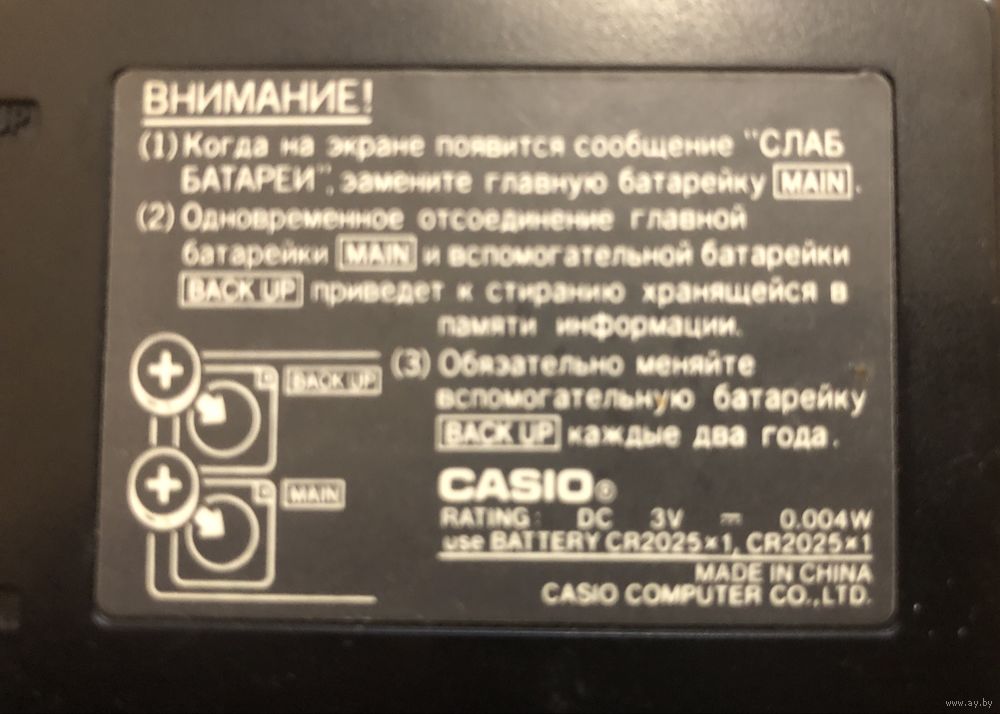 ВНИМАНИЕ!
(1) Когда на экране появится сообщение "СЛАБ
БАТАРЕИ", замените главную батарейку MAIN.
(2) Одновременное отсоединение главной
батарейки MAIN и вспомогательной батарейки
BACK UP приведет к стиранию хранящейся в
памяти информации.
(3) Обязательно меняйте
вспомогательную батарейку
BACK UP каждые два года.
BACK UP
MAIN
CASIO®
RATING: DC 3V ⎓ 0.004W
use BATTERY CR2025×1, CR2025×1
MADE IN CHINA
CASIO COMPUTER CO.,LTD.
www.ay.by